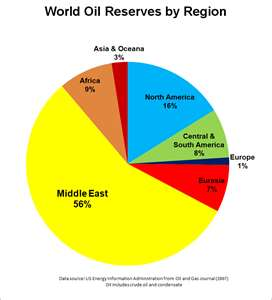 World Oil Reserves by Region
Asia & Oceana
3%
Africa
9%
North America
16%
Central &
South America
8%
Europe
1%
Eurasia
7%
Middle East
56%
Data source: US Energy Information Administration from Oil and Gas Journal (2007).
Oil includes crude oil and condensate